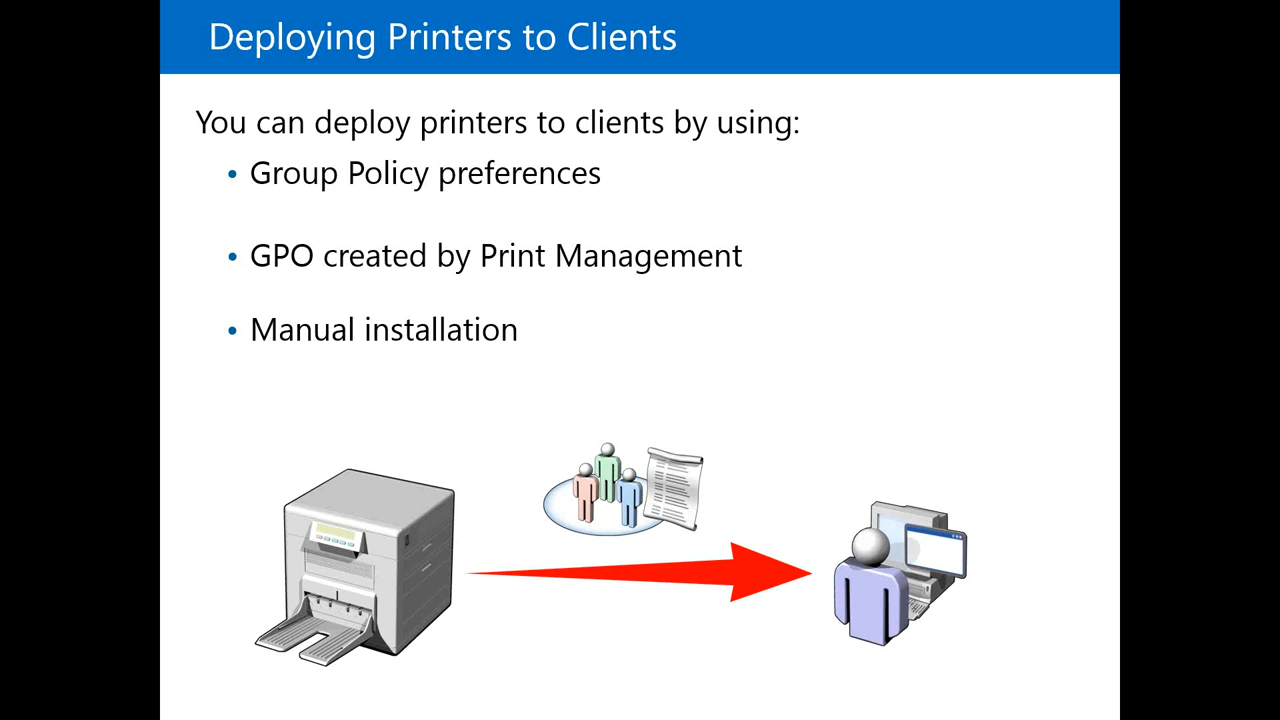 Deploying Printers to Clients
You can deploy printers to clients by using:
• Group Policy preferences
• GPO created by Print Management
• Manual installation